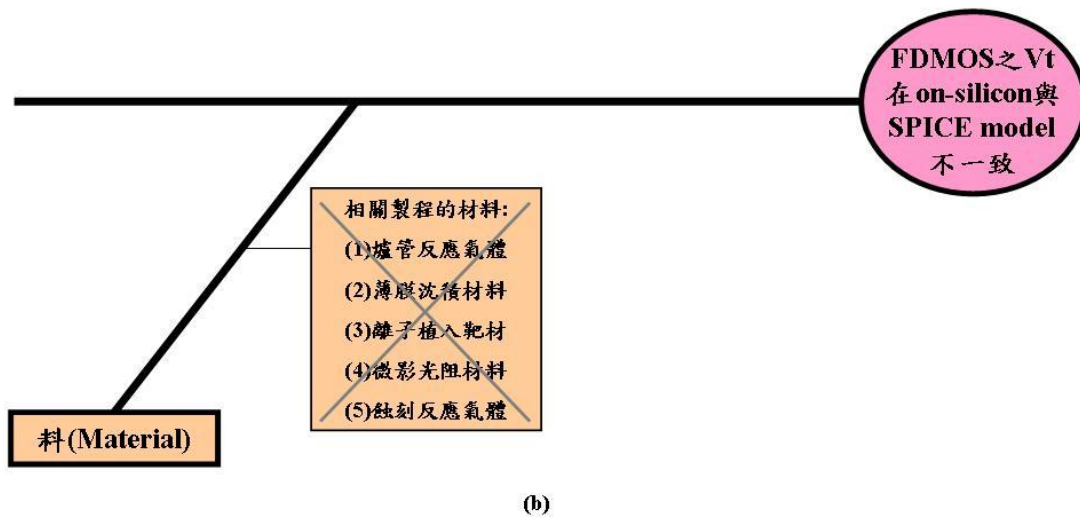 FDMOS之Vt
在on-silicon與
SPICE model
不一致
相關製程的材料:
(1)爐管反應氣體
(2)薄膜沈積材料
(3)離子植入靶材
(4)微影光阻材料
(5)蝕刻反應氣體
料(Material)
(b)